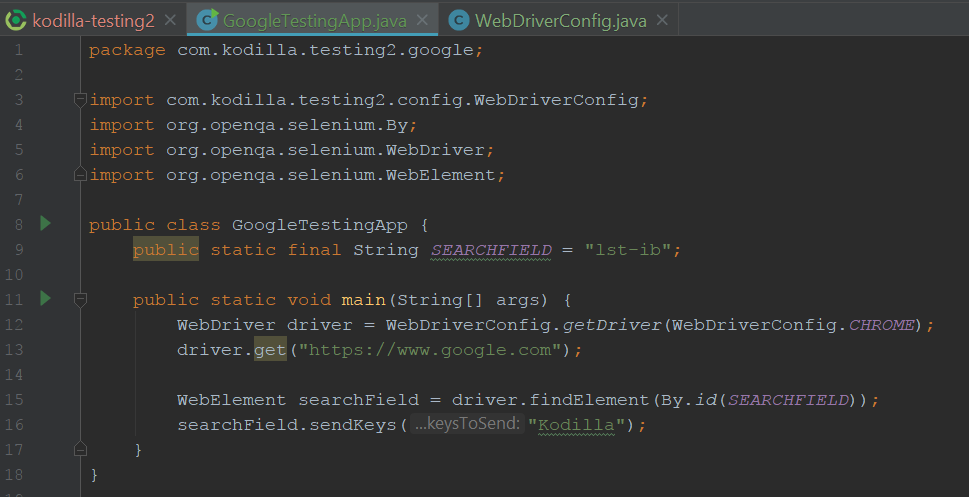 kodilla-testing2 × GoogleTestingApp.java × WebDriverConfig.java ×
1 package com.kodilla.testing2.google;
2
3 import com.kodilla.testing2.config.WebDriverConfig;
4 import org.openqa.selenium.By;
5 import org.openqa.selenium.WebDriver;
6 import org.openqa.selenium.WebElement;
7
8 public class GoogleTestingApp {
9 public static final String SEARCHFIELD = "lst-ib";
10
11 public static void main(String[] args) {
12 WebDriver driver = WebDriverConfig.getDriver(WebDriverConfig.CHROME);
13 driver.get("https://www.google.com");
14
15 WebElement searchField = driver.findElement(By.id(SEARCHFIELD));
16 searchField.sendKeys( ...keysToSend: "Kodilla");
17 }
18 }